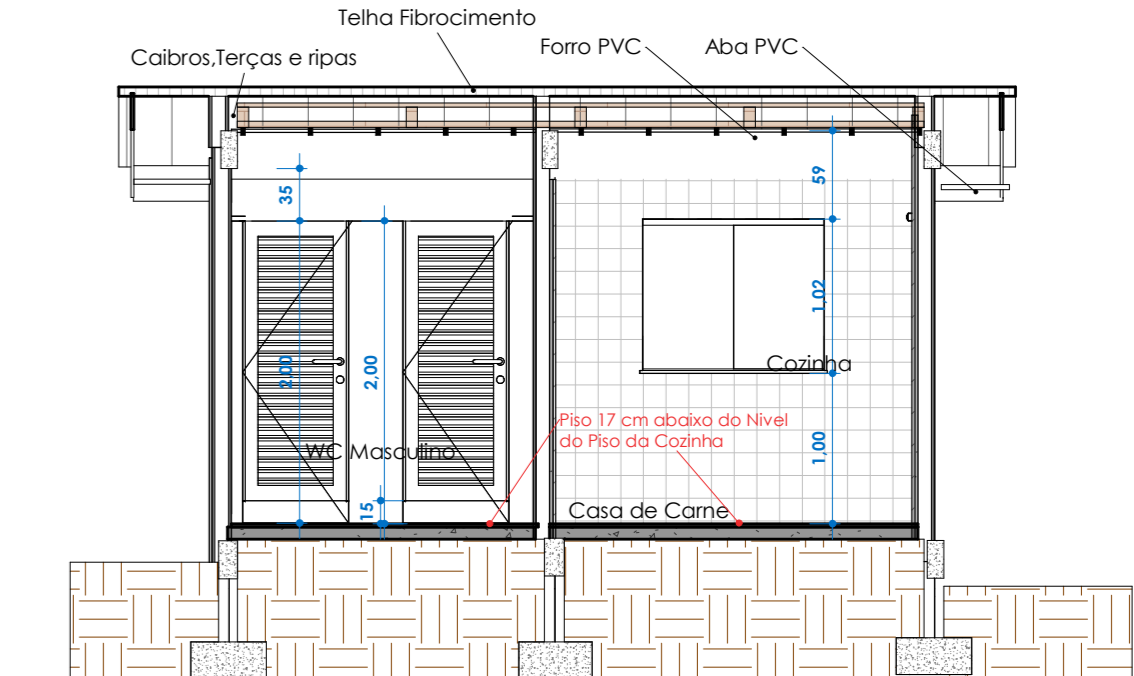 Telha Fibrocimento
Caibros,Terças e ripas
Forro PVC
Aba PVC
35
59
2,00
2,00
1,02
Cozinha
Piso 17 cm abaixo do Nivel
do Piso da Cozinha
WC Masculino
1,00
15
Casa de Carne